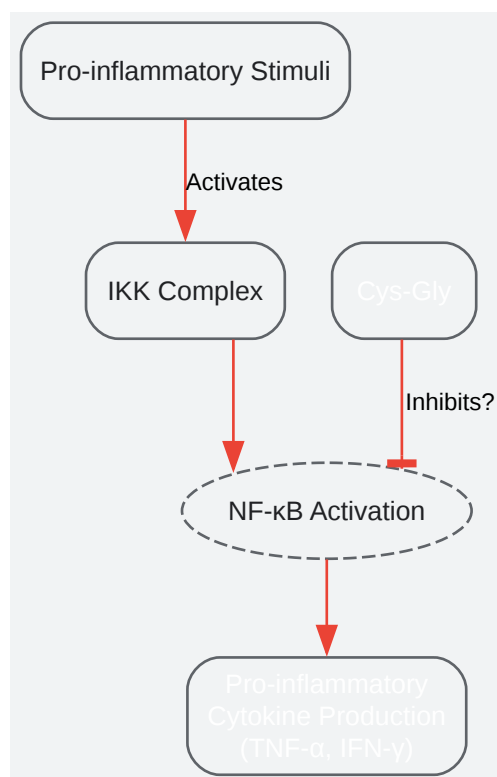 Pro-inflammatory Stimuli
Activates
IKK Complex
Cys-Gly
Inhibits?
NF-κB Activation
Pro-inflammatory
Cytokine Production
(TNF-α, IFN-γ)